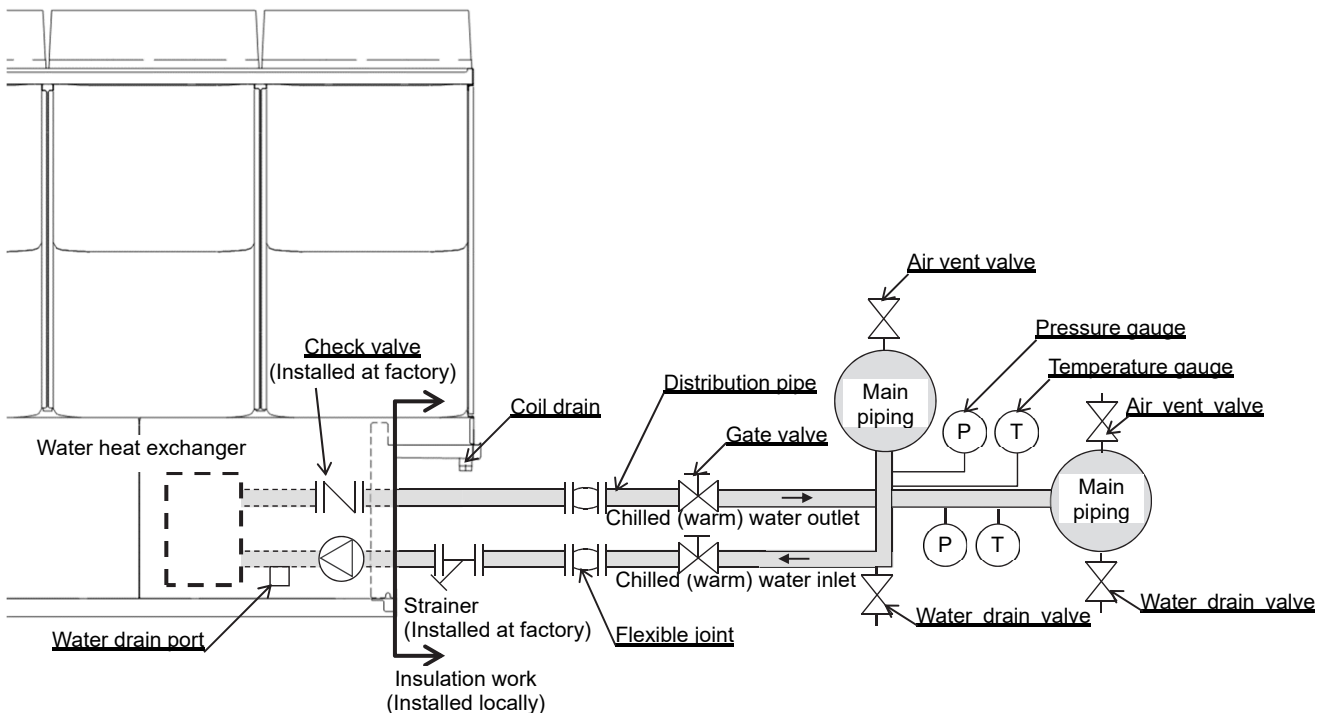 Air vent valve
Pressure gauge
Check valve
(Installed at factory)
Temperature gauge
Distribution pipe
Main
piping
Coil drain
Air vent valve
Gate valve
P
T
Water heat exchanger
Main
piping
Chilled (warm) water outlet
P
T
Chilled (warm) water inlet
Strainer
(Installed at factory)
Water drain valve
Water drain valve
Water drain port
Flexible joint
Insulation work
(Installed locally)